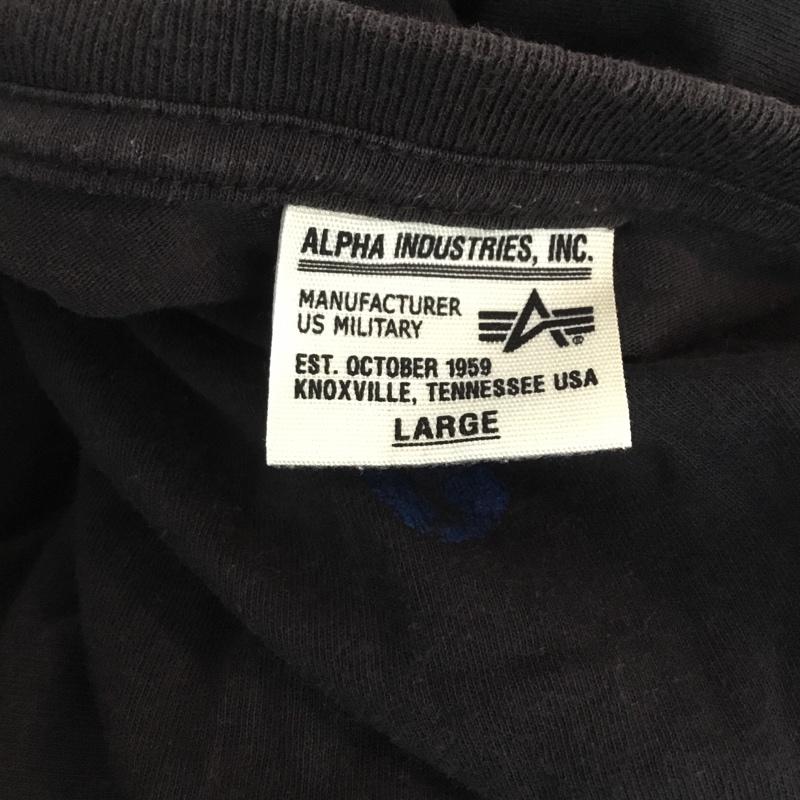 ALPHA INDUSTRIES, INC.
MANUFACTURER
US MILITARY
®
EST. OCTOBER 1959
KNOXVILLE, TENNESSEE USA
LARGE